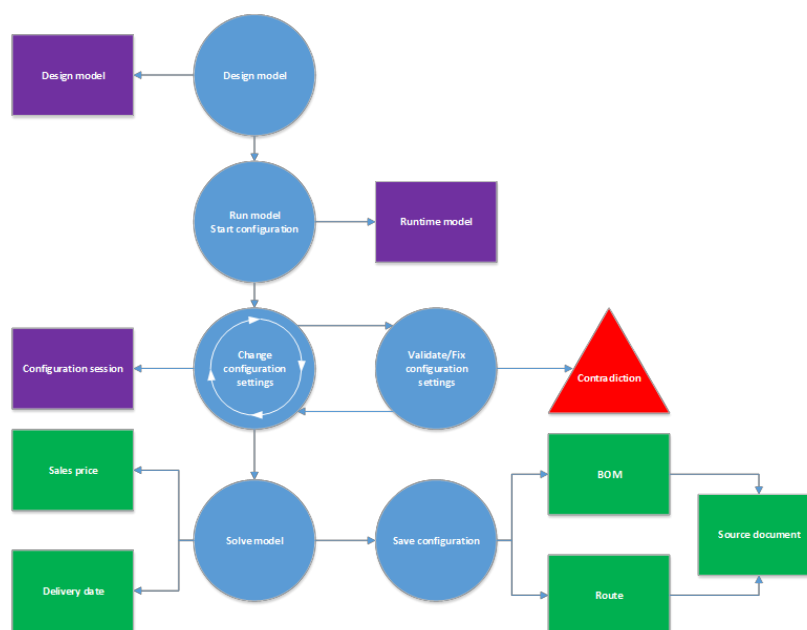 Design model
Design model
Run model
Start configuration
Runtime model
Configuration session
Change
configuration
settings
Validate/Fix
configuration
settings
Contradiction
Sales price
BOM
Solve model
Save configuration
Source document
Delivery date
Route